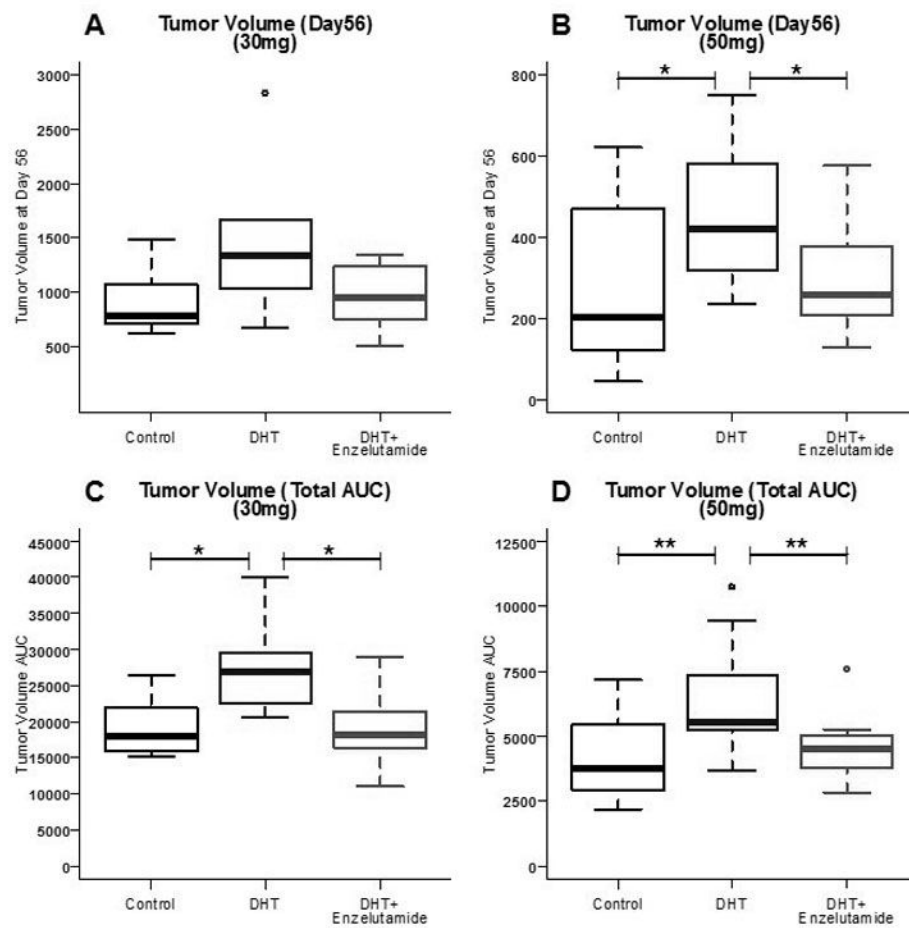 A
Tumor Volume (Day56)
(30mg)
Tumor Volume at Day 56
3000
2500
2000
1500
1000
500
Control
DHT
DHT+
Enzelutamide
B
Tumor Volume (Day56)
(50mg)
Tumor Volume at Day 56
800
600
400
200
0
*
*
Control
DHT
DHT+
Enzelutamide
C
Tumor Volume (Total AUC)
(30mg)
Tumor Volume AUC
45000
40000
35000
30000
25000
20000
15000
10000
5000
0
*
*
Control
DHT
DHT+
Enzelutamide
D
Tumor Volume (Total AUC)
(50mg)
Tumor Volume AUC
12500
10000
7500
5000
2500
0
**
**
Control
DHT
DHT+
Enzelutamide